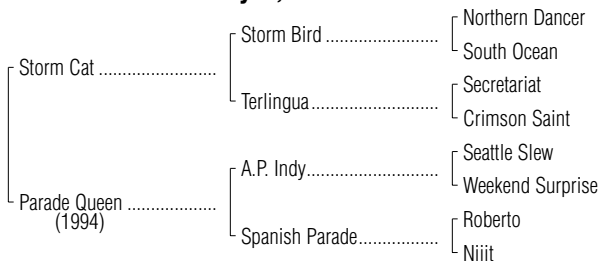 Northern Dancer
Storm Bird ......................
South Ocean
Storm Cat .......................
Secretariat
Terlingua.........................
Crimson Saint
Seattle Slew
A.P. Indy..........................
Weekend Surprise
Parade Queen .................
(1994)
Roberto
Spanish Parade................
Nijit